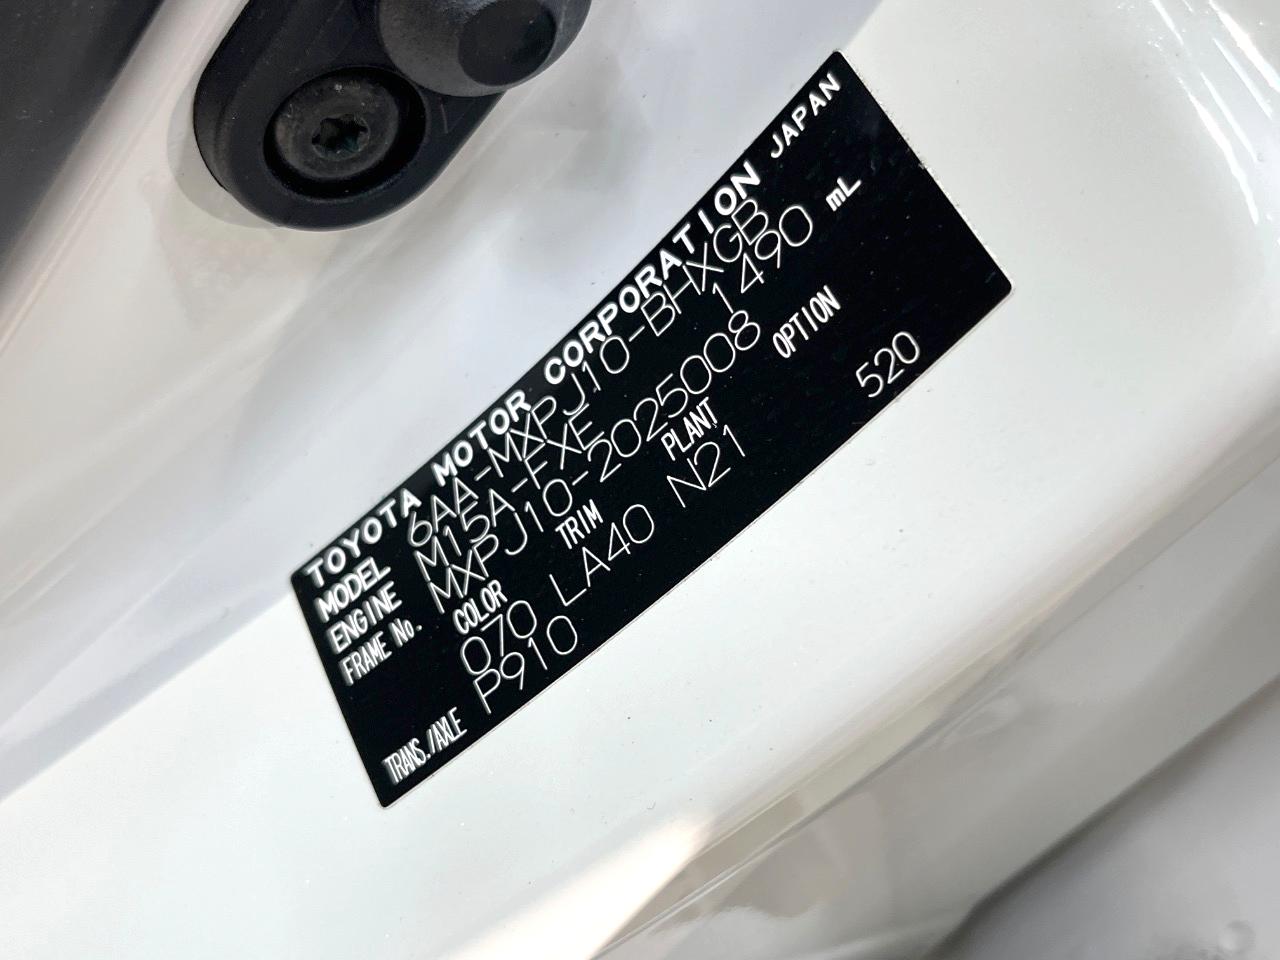 TOYOTA MOTOR CORPORATION JAPAN
MODEL 6AA-MXPJ10-BHXGB
ENGINE M15A-FXE 1490 mL
FRAME No. MXPJ10-2025008
COLOR TRIM PLANT OPTION
070 LA40 N21 520
TRANS./AXLE P910